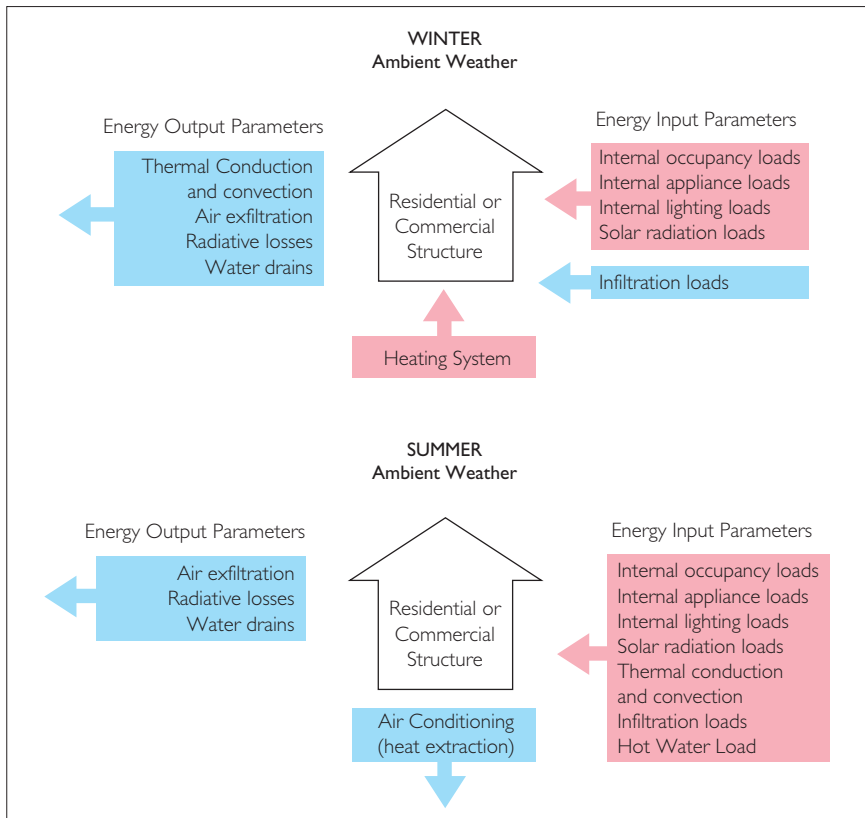 WINTER
Ambient Weather
Energy Output Parameters
Thermal Conduction
and convection
Air exfiltration
Radiative losses
Water drains
Residential or
Commercial
Structure
Energy Input Parameters
Internal occupancy loads
Internal appliance loads
Internal lighting loads
Solar radiation loads
Infiltration loads
Heating System
SUMMER
Ambient Weather
Energy Output Parameters
Air exfiltration
Radiative losses
Water drains
Residential or
Commercial
Structure
Energy Input Parameters
Internal occupancy loads
Internal appliance loads
Internal lighting loads
Solar radiation loads
Thermal conduction
and convection
Infiltration loads
Hot Water Load
Air Conditioning
(heat extraction)